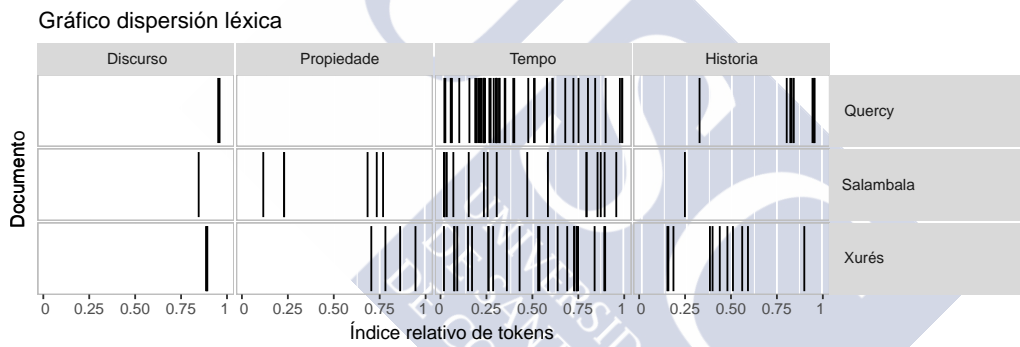 Gráfico dispersión léxica
Discurso Propiedade Tempo Historia
Quercy
Salambala
Xurés
Documento
0 0.25 0.50 0.75 1 0 0.25 0.50 0.75 1 0 0.25 0.50 0.75 1 0 0.25 0.50 0.75 1
Índice relativo de tokens